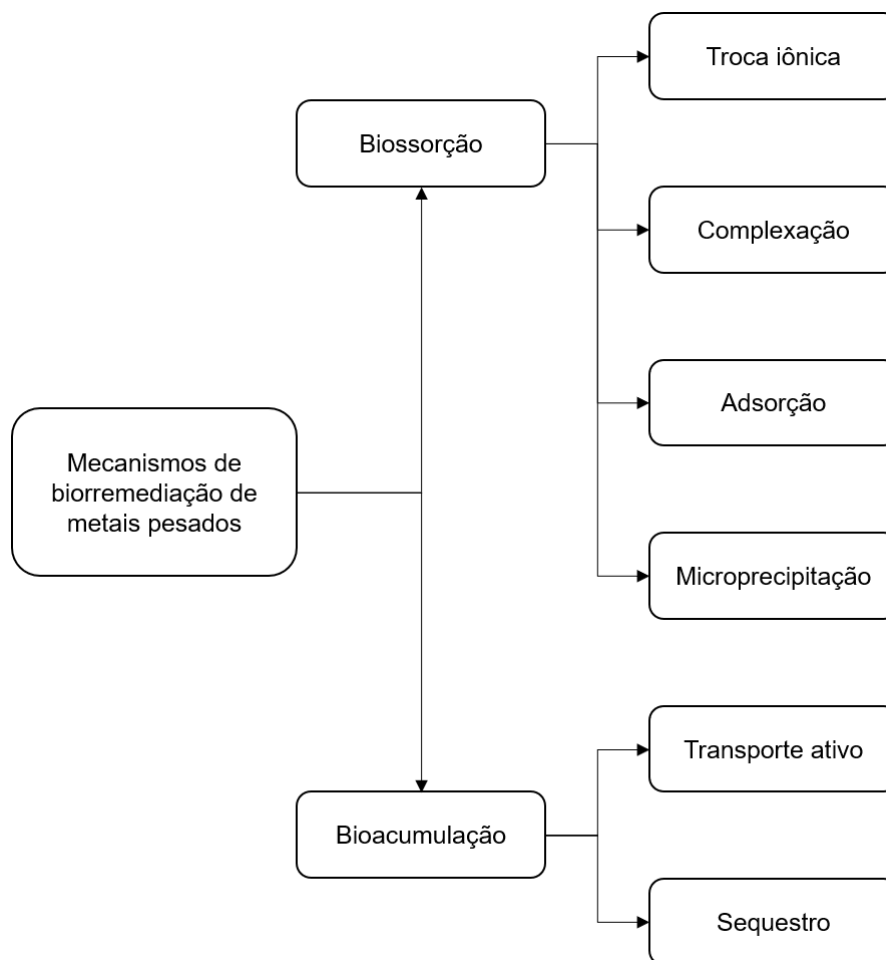 Mecanismos de
biorremediação de
metais pesados
Biossorção
Troca iônica
Complexação
Adsorção
Microprecipitação
Bioacumulação
Transporte ativo
Sequestro